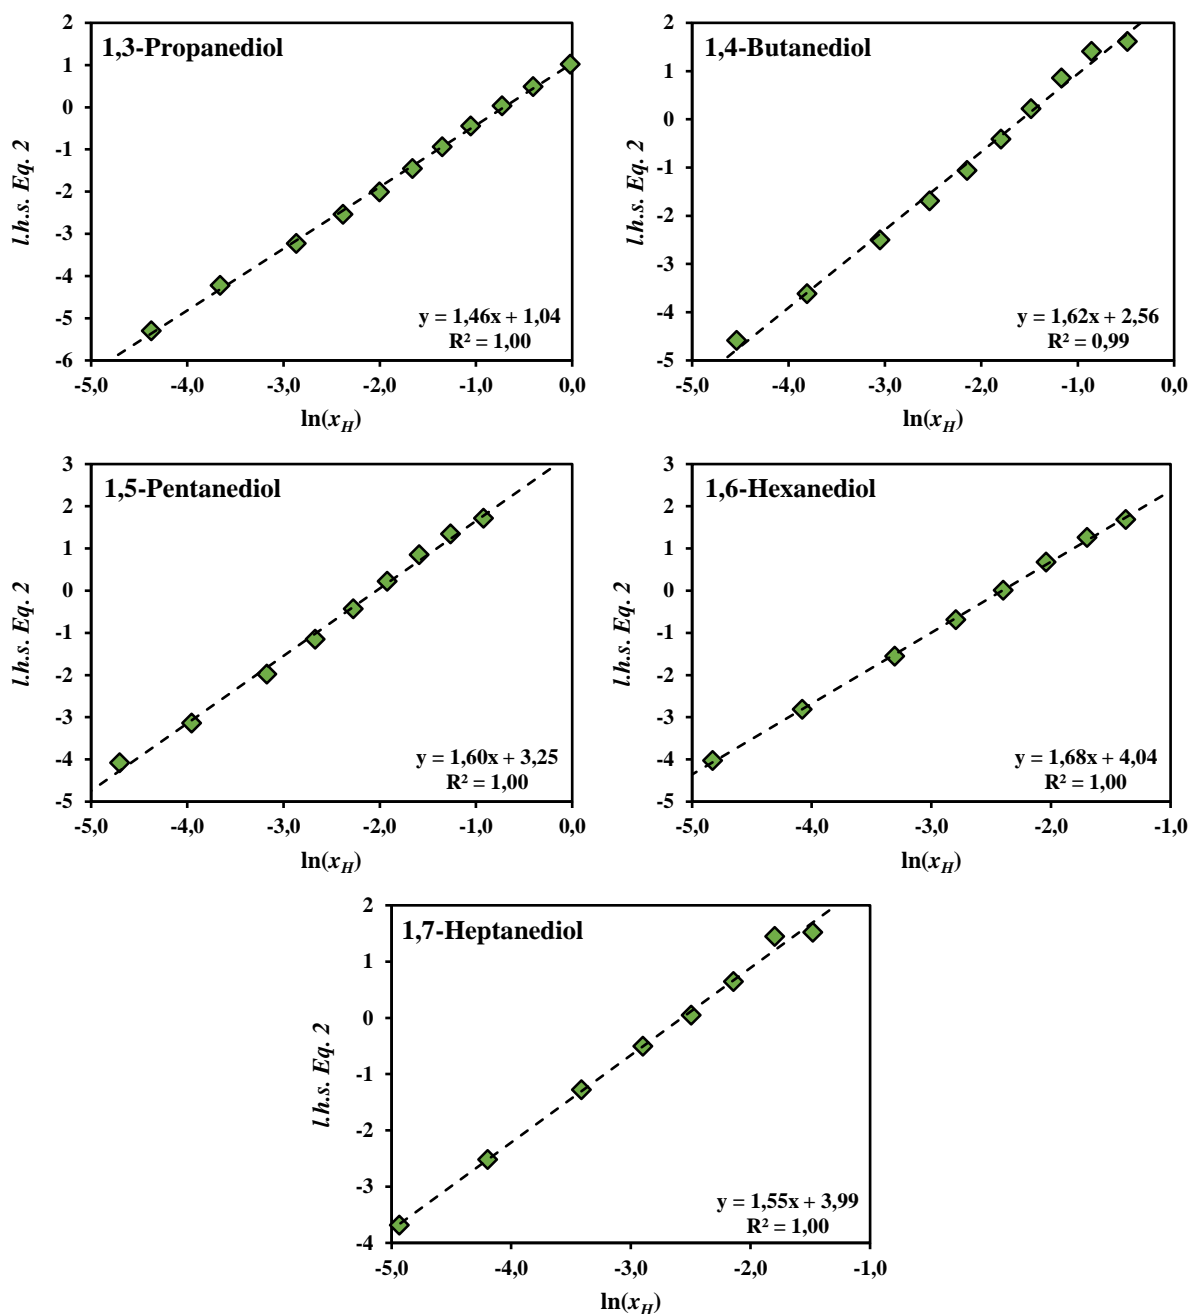 1,3-Propanediol
l.h.s. Eq. 2
2
1
0
-1
-2
-3
-4
-5
-6
y = 1,46x + 1,04
R² = 1,00
-5,0 -4,0 -3,0 -2,0 -1,0 0,0
ln(x_H)
1,4-Butanediol
l.h.s. Eq. 2
2
1
0
-1
-2
-3
-4
-5
y = 1,62x + 2,56
R² = 0,99
-5,0 -4,0 -3,0 -2,0 -1,0 0,0
ln(x_H)
1,5-Pentanediol
l.h.s. Eq. 2
3
2
1
0
-1
-2
-3
-4
-5
y = 1,60x + 3,25
R² = 1,00
-5,0 -4,0 -3,0 -2,0 -1,0 0,0
ln(x_H)
1,6-Hexanediol
l.h.s. Eq. 2
3
2
1
0
-1
-2
-3
-4
-5
y = 1,68x + 4,04
R² = 1,00
-5,0 -4,0 -3,0 -2,0 -1,0
ln(x_H)
1,7-Heptanediol
l.h.s. Eq. 2
2
1
0
-1
-2
-3
-4
y = 1,55x + 3,99
R² = 1,00
-5,0 -4,0 -3,0 -2,0 -1,0
ln(x_H)